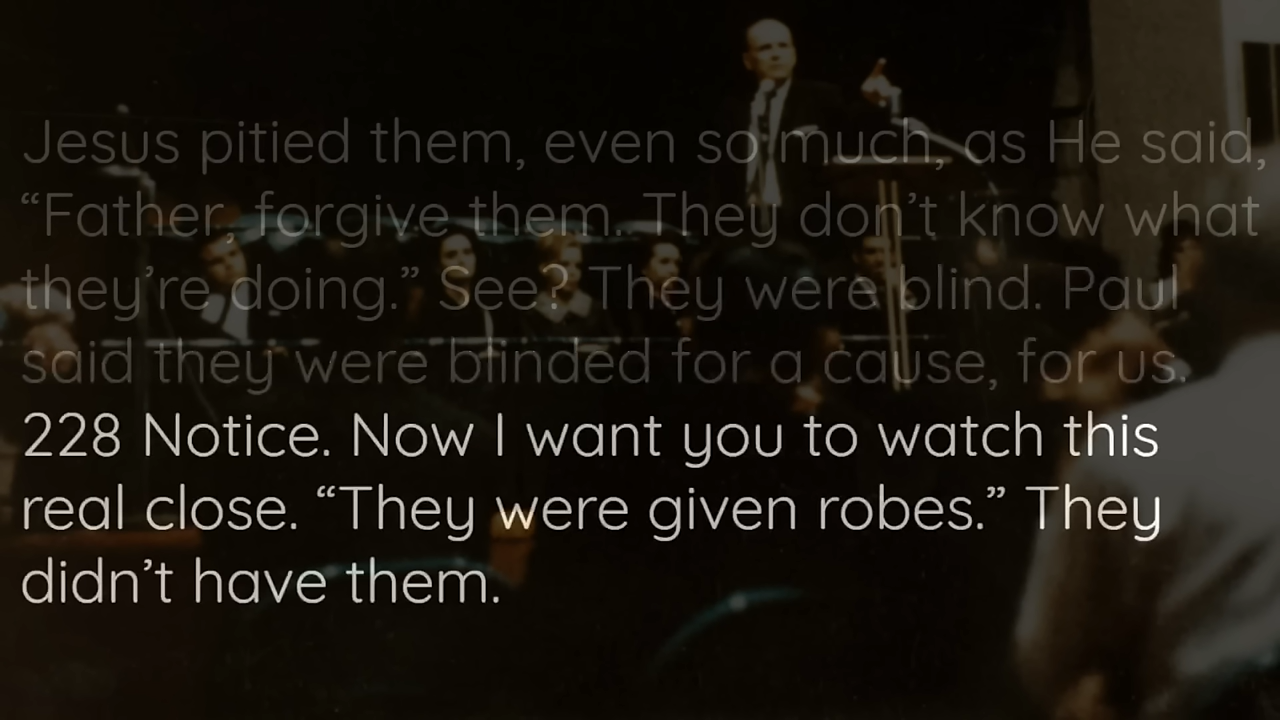 Jesus pitied them, even so much, as He said,
“Father, forgive them. They don’t know what
they’re doing.” See? They were blind. Paul
said they were blinded for a cause, for us.
228 Notice. Now I want you to watch this
real close. “They were given robes.” They
didn’t have them.